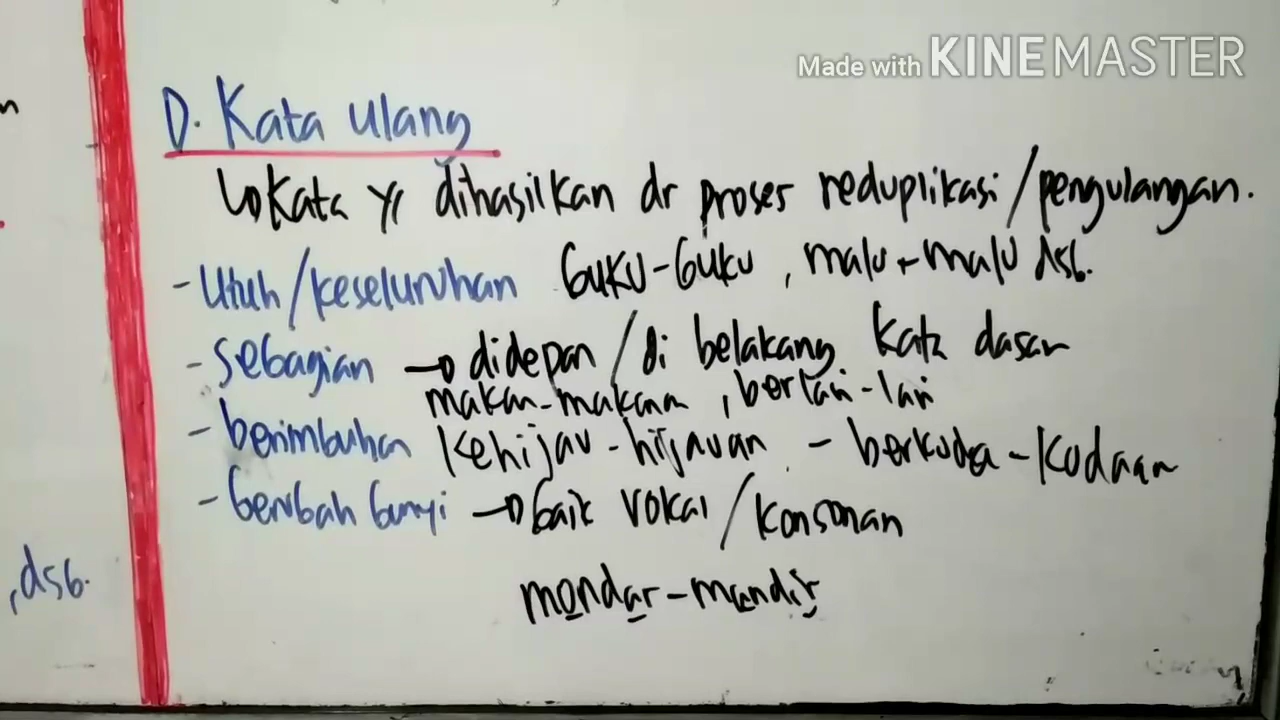 Made with KINEMASTER
D. Kata ulang
↳ Kata yg dihasilkan dr proses reduplikasi/pengulangan.
- Utuh/keseluruhan buku-buku, malu-malu dsb.
- sebagian → didepan/di belakang kata dasar
makan-makanan, berlari-lari
- berimbuhan kehijau-hijauan - berkuda-kudaan
- berubah bunyi → baik vokal/konsonan
, dsb.
mondar-mandir